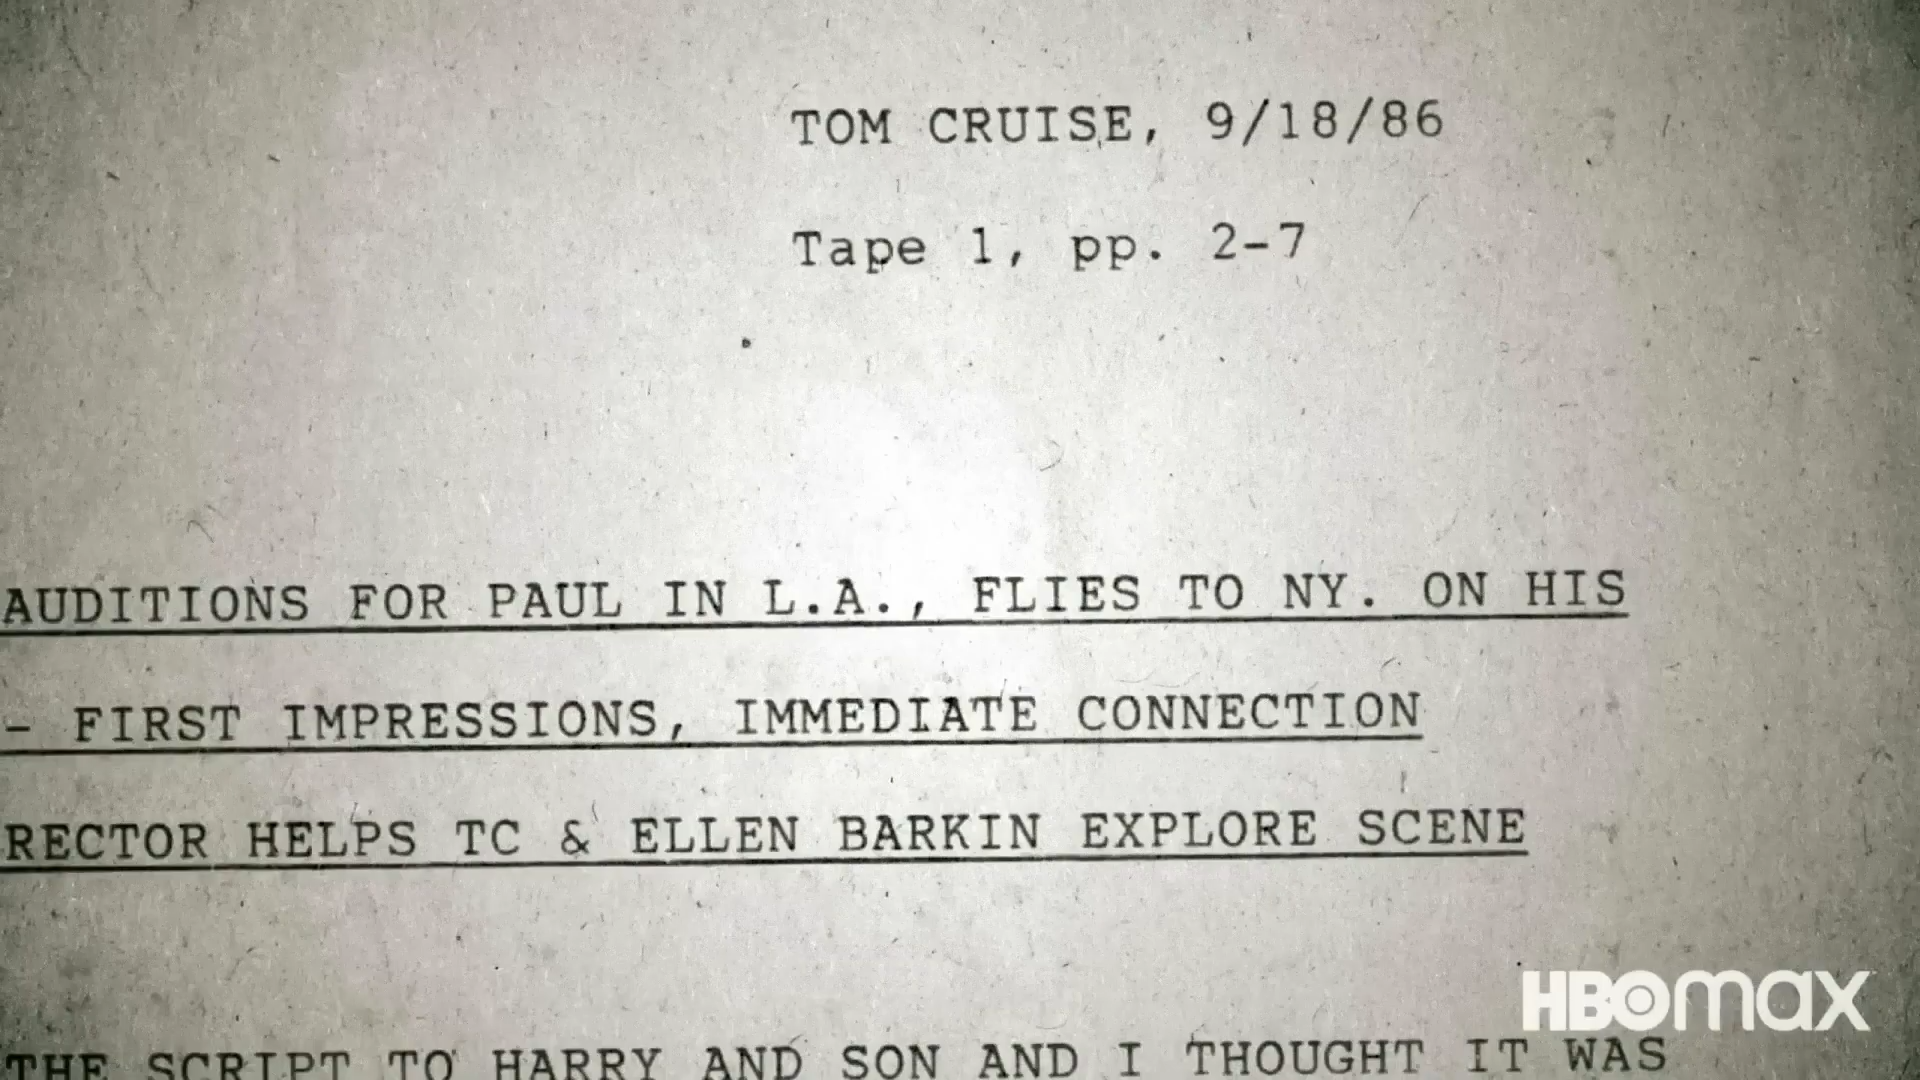 TOM CRUISE, 9/18/86
Tape 1, pp. 2-7
AUDITIONS FOR PAUL IN L.A., FLIES TO NY. ON HIS
- FIRST IMPRESSIONS, IMMEDIATE CONNECTION
RECTOR HELPS TC & ELLEN BARKIN EXPLORE SCENE
HBOmax
THE SCRIPT TO HARRY AND SON AND I THOUGHT IT WAS